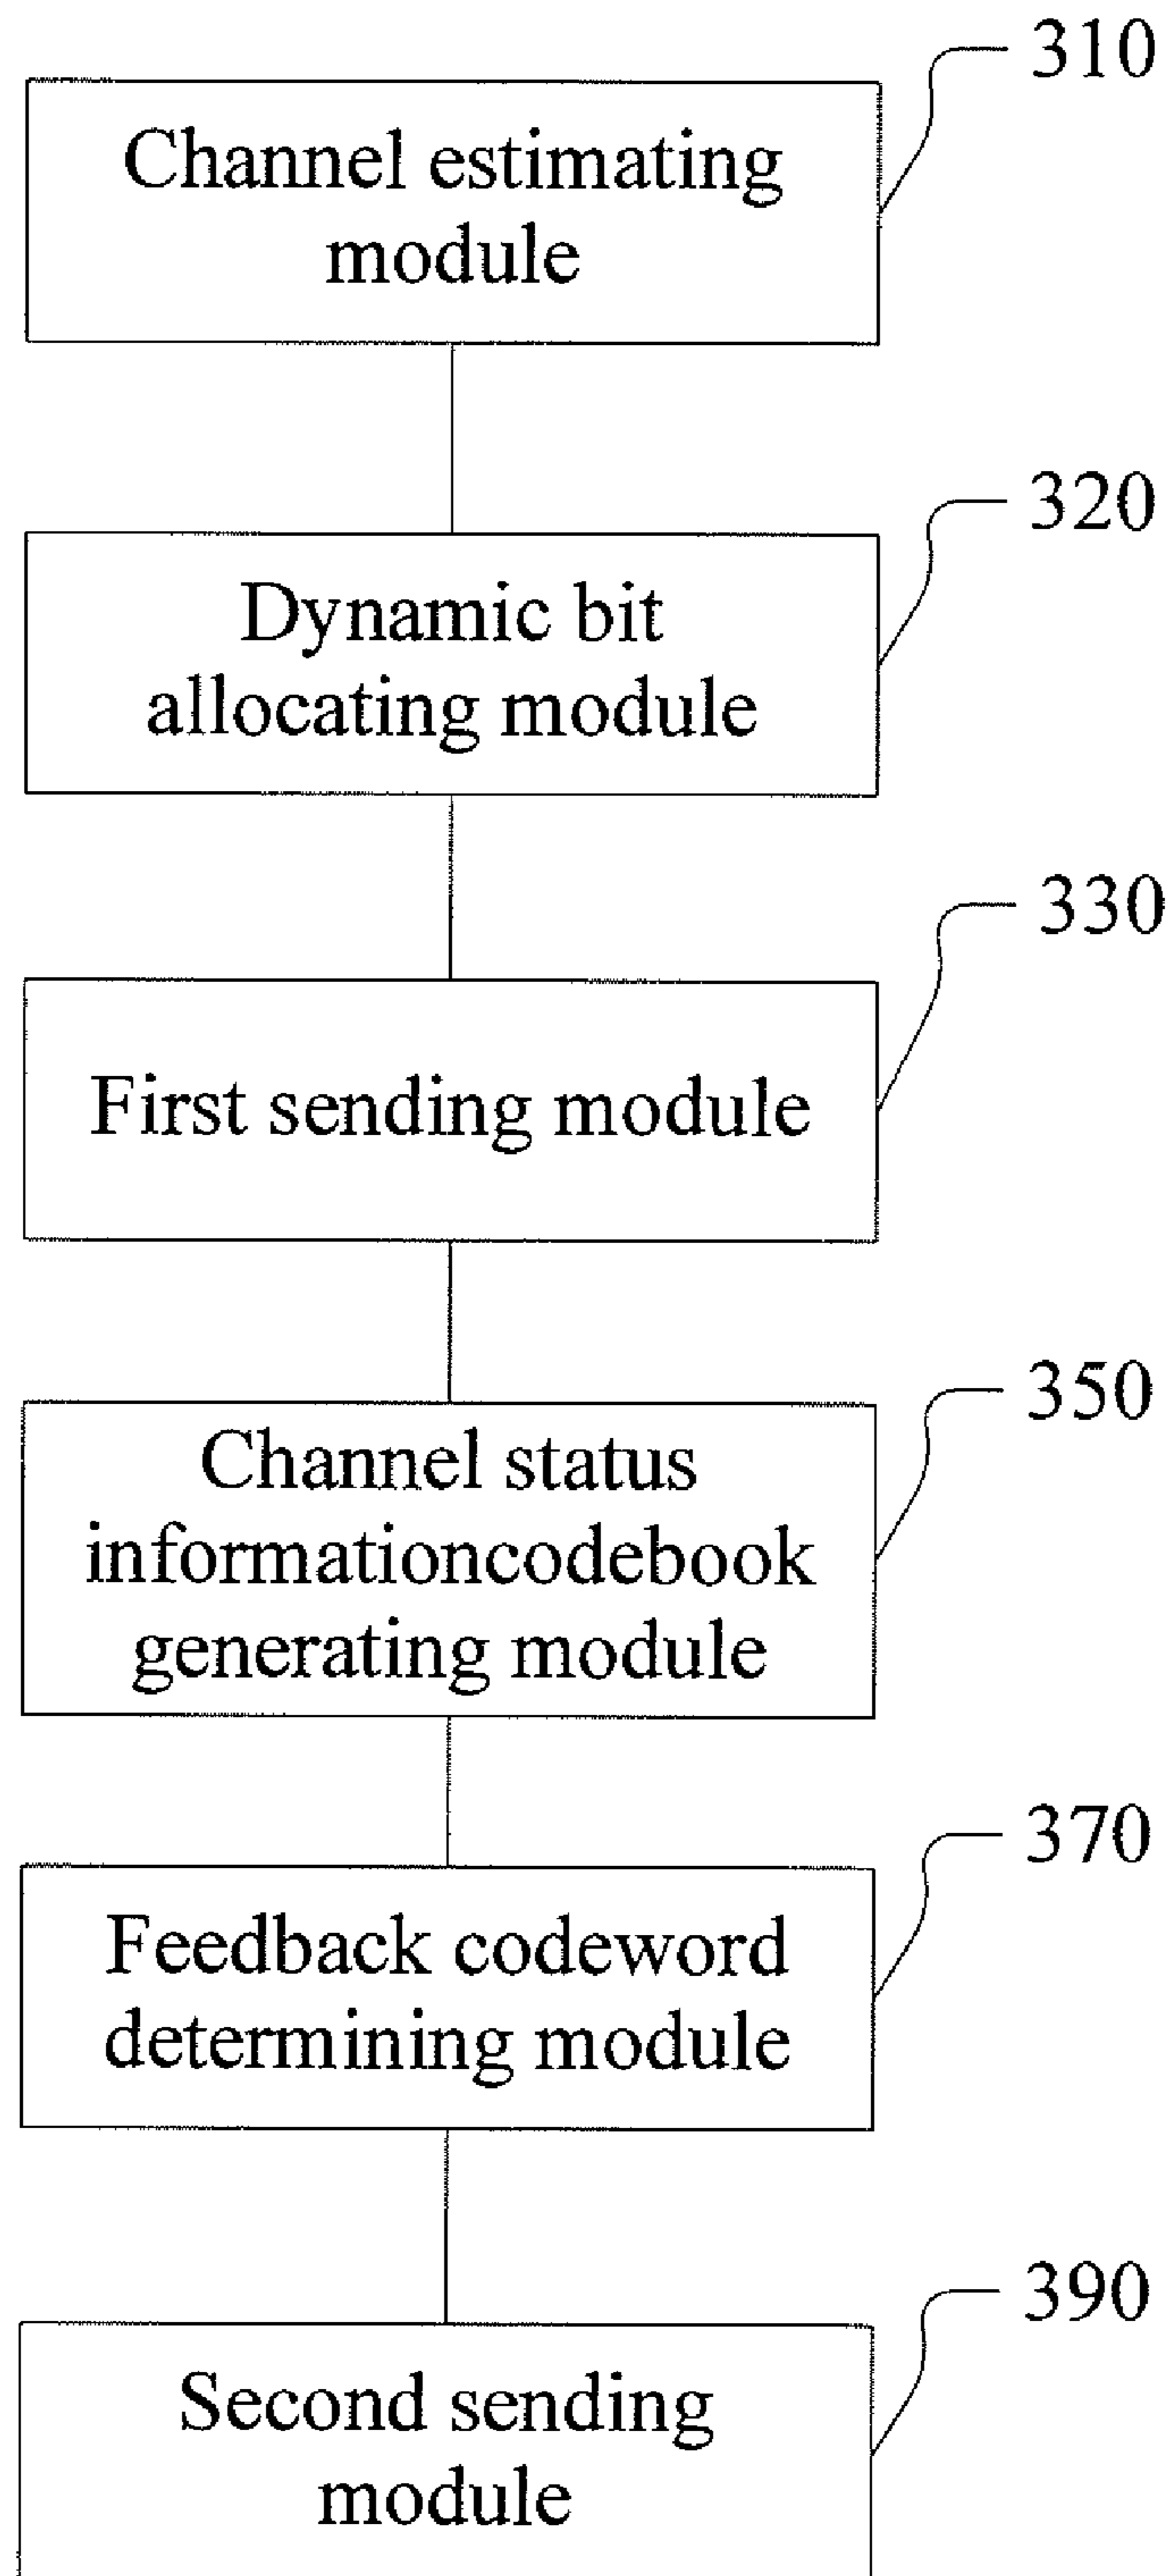 310
Channel estimating
module
320
Dynamic bit
allocating module
330
First sending module
350
Channel status
informationcodebook
generating module
370
Feedback codeword
determining module
390
Second sending
module